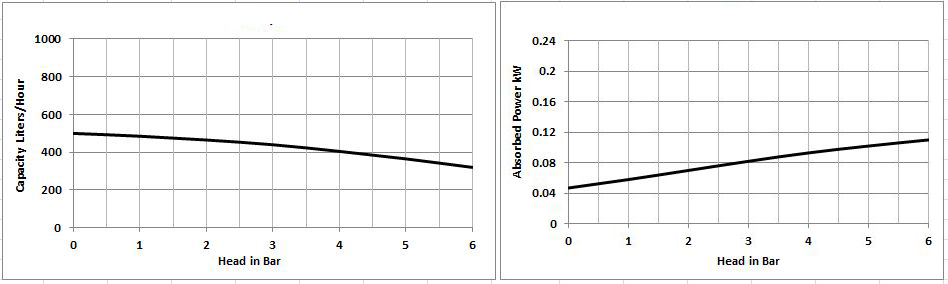 1000
800
600
400
200
0
Capacity Liters/Hour
0 1 2 3 4 5 6
Head in Bar
0.24
0.2
0.16
0.12
0.08
0.04
0
Absorbed Power kW
0 1 2 3 4 5 6
Head in Bar